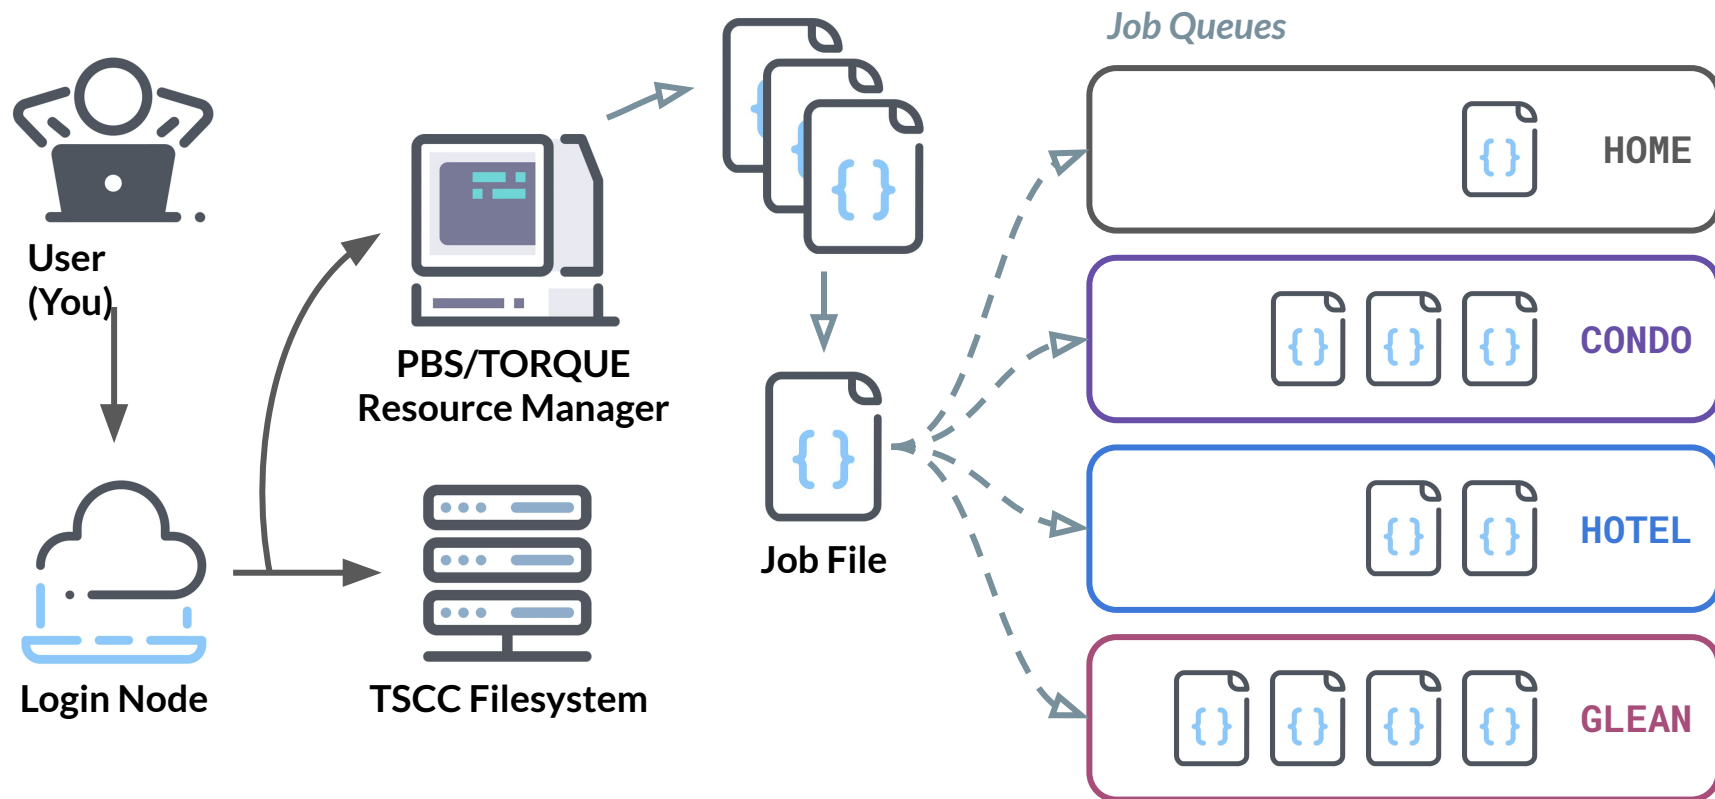 Job Queues
User
(You)
PBS/TORQUE
Resource Manager
Login Node
TSCC Filesystem
Job File
HOME
CONDO
HOTEL
GLEAN